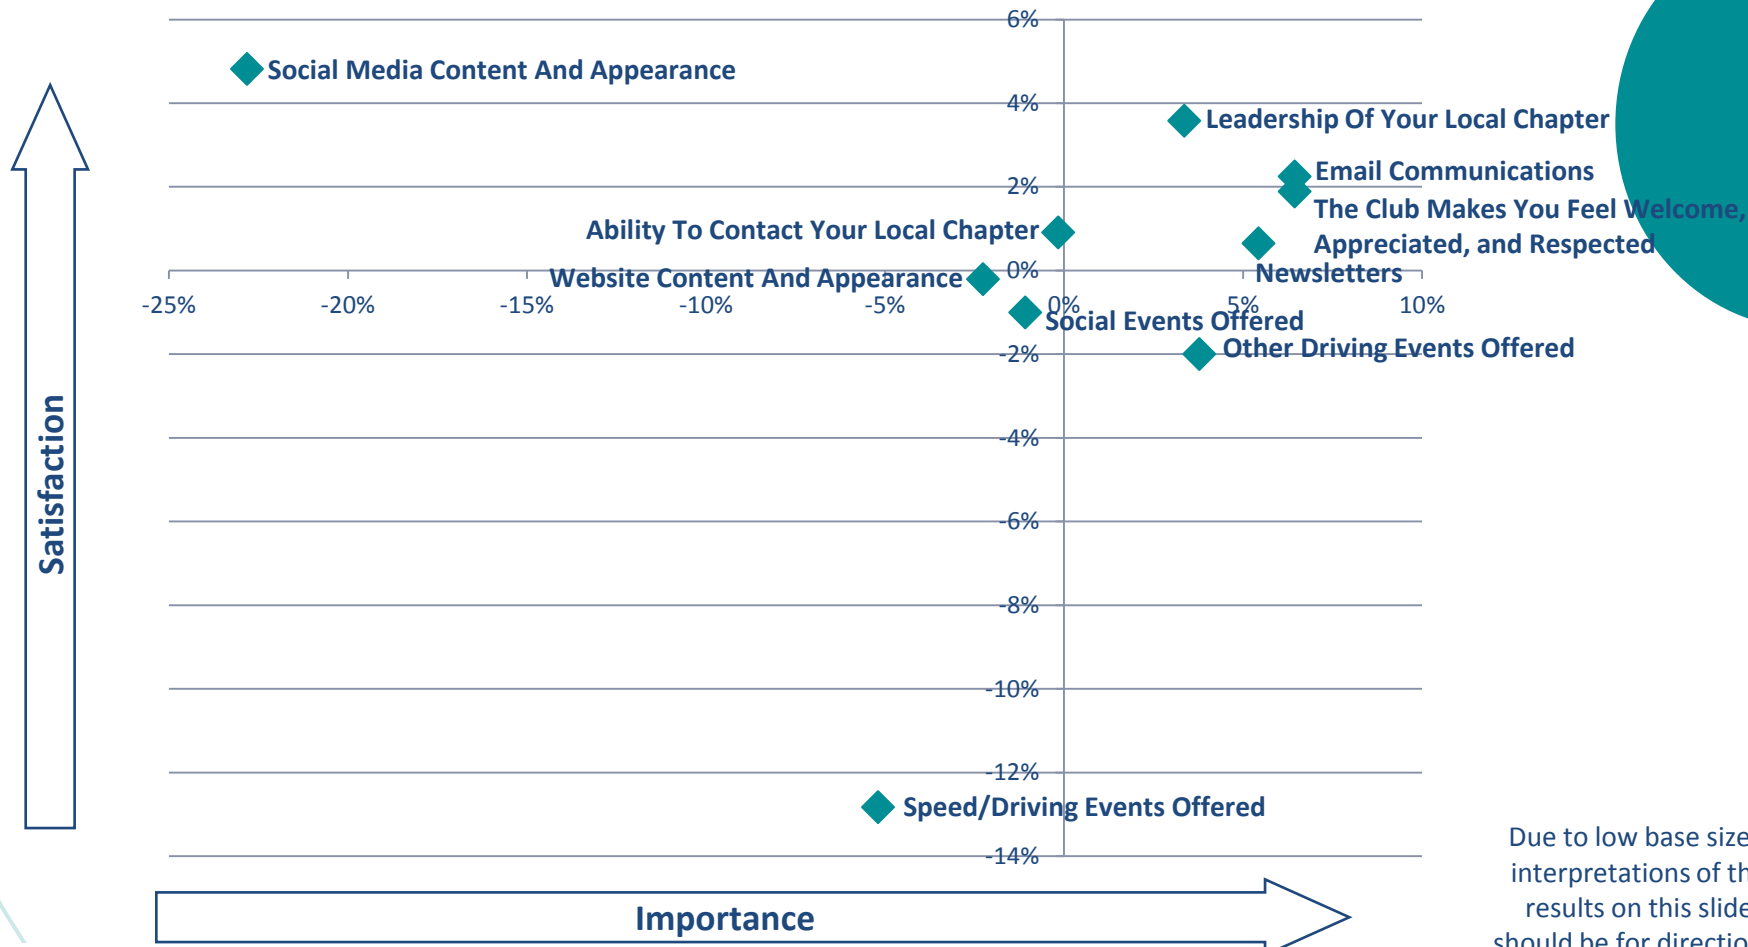 6%
Social Media Content And Appearance
4%
Leadership Of Your Local Chapter
Email Communications
2%
The Club Makes You Feel Welcome,
Appreciated, and Respected
Ability To Contact Your Local Chapter
0%
Newsletters
Website Content And Appearance
-25%
-20%
-15%
-10%
-5%
0%
5%
10%
Social Events Offered
Other Driving Events Offered
-2%
-4%
Satisfaction
-6%
-8%
-10%
-12%
Speed/Driving Events Offered
-14%
Due to low base size
interpretations of th
results on this slide
should be for direction
Importance